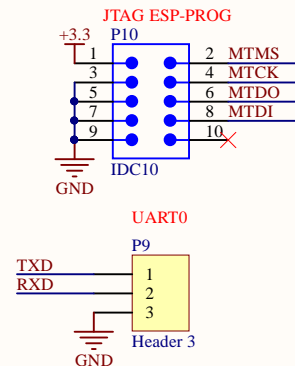 JTAG ESP-PROG
+3.3 P10
1 2 MTMS
3 4 MTCK
5 6 MTDO
7 8 MTDI
9 10
GND IDC10
UART0
P9
TXD 1
RXD 2
3
GND Header 3